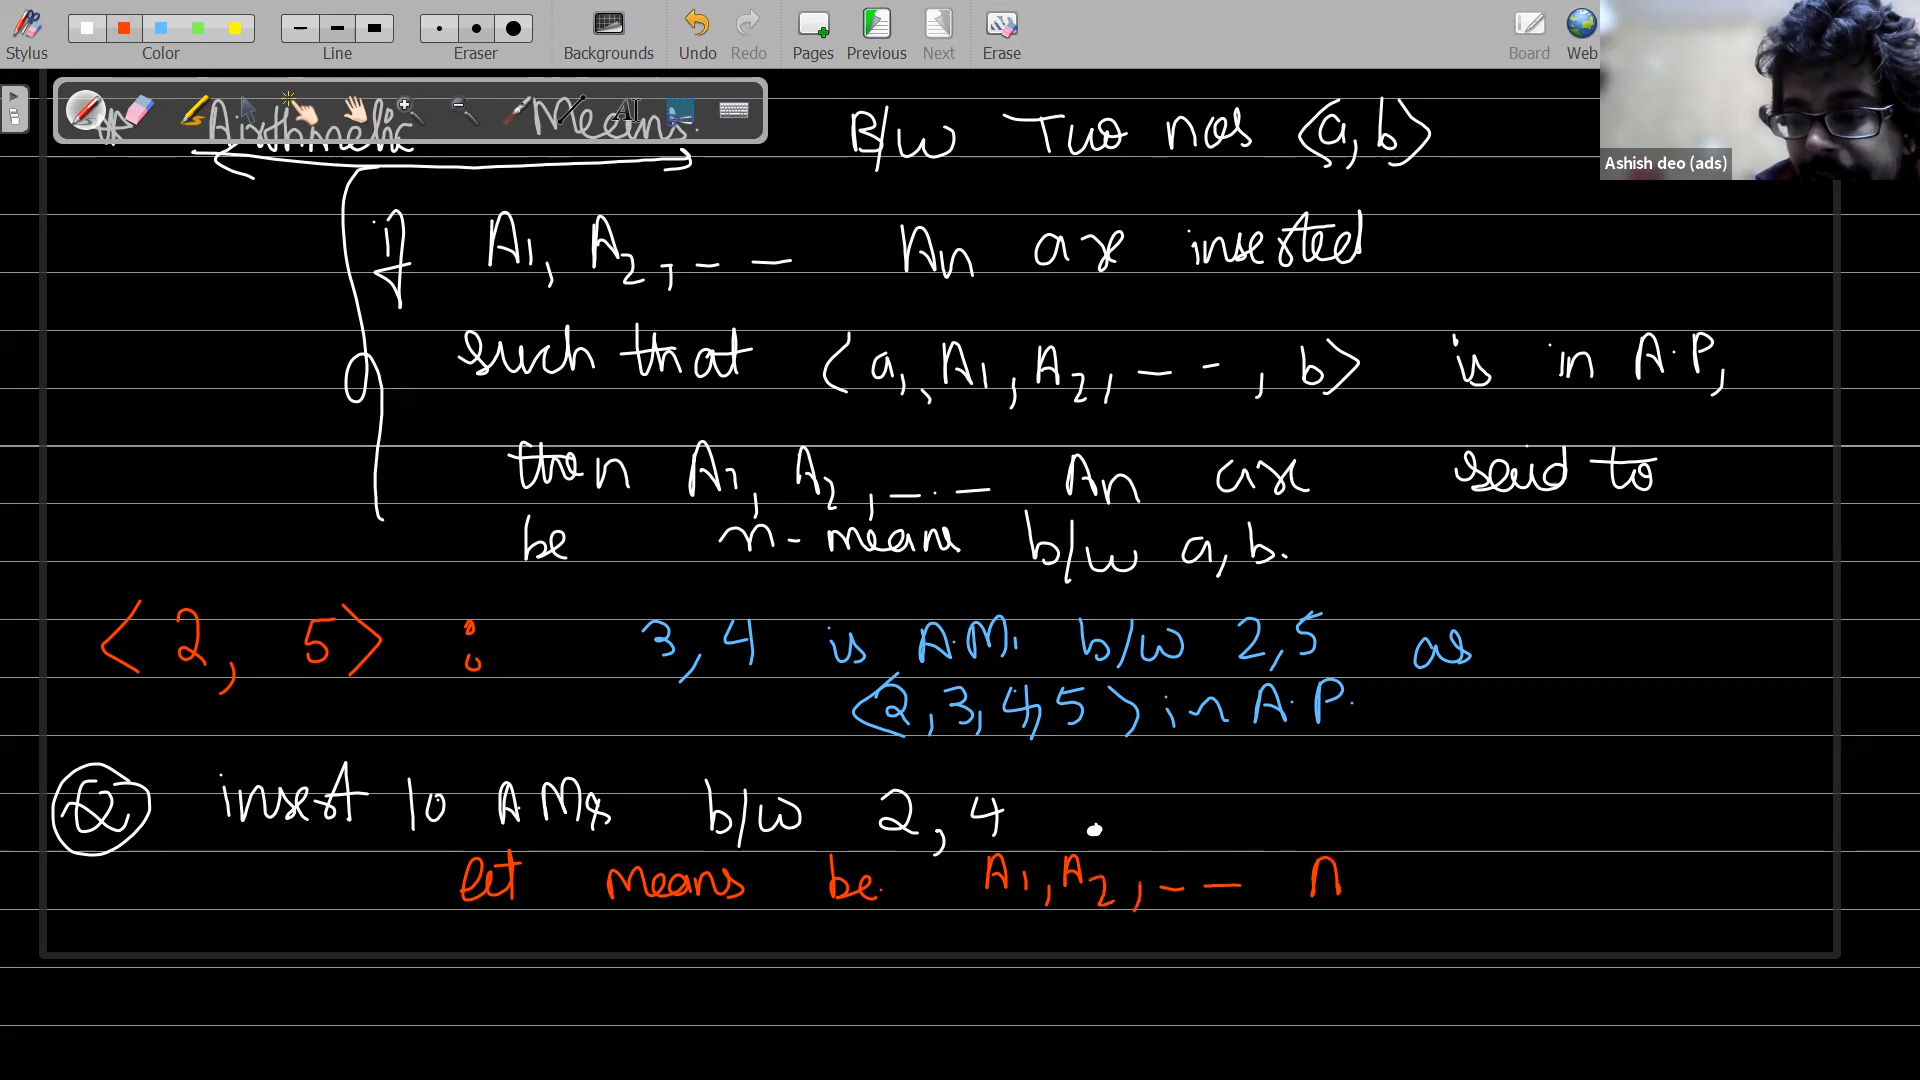 Stylus Color Line Eraser Backgrounds Undo Redo Pages Previous Next Erase Board Web
Ashish deo (ads)
Arithmetic Means. B/w Two nos <a, b>
if A1, A2, - - An are inserted
such that <a, A1, A2, - - , b> is in A.P,
then A1, A2, - . - An are said to
be n - means b/w a, b.
<2, 5> : 3, 4 is A.M. b/w 2, 5 as
<2, 3, 4, 5> in A.P.
Q insert 10 AMs b/w 2, 4 .
let means be. A1, A2, - -